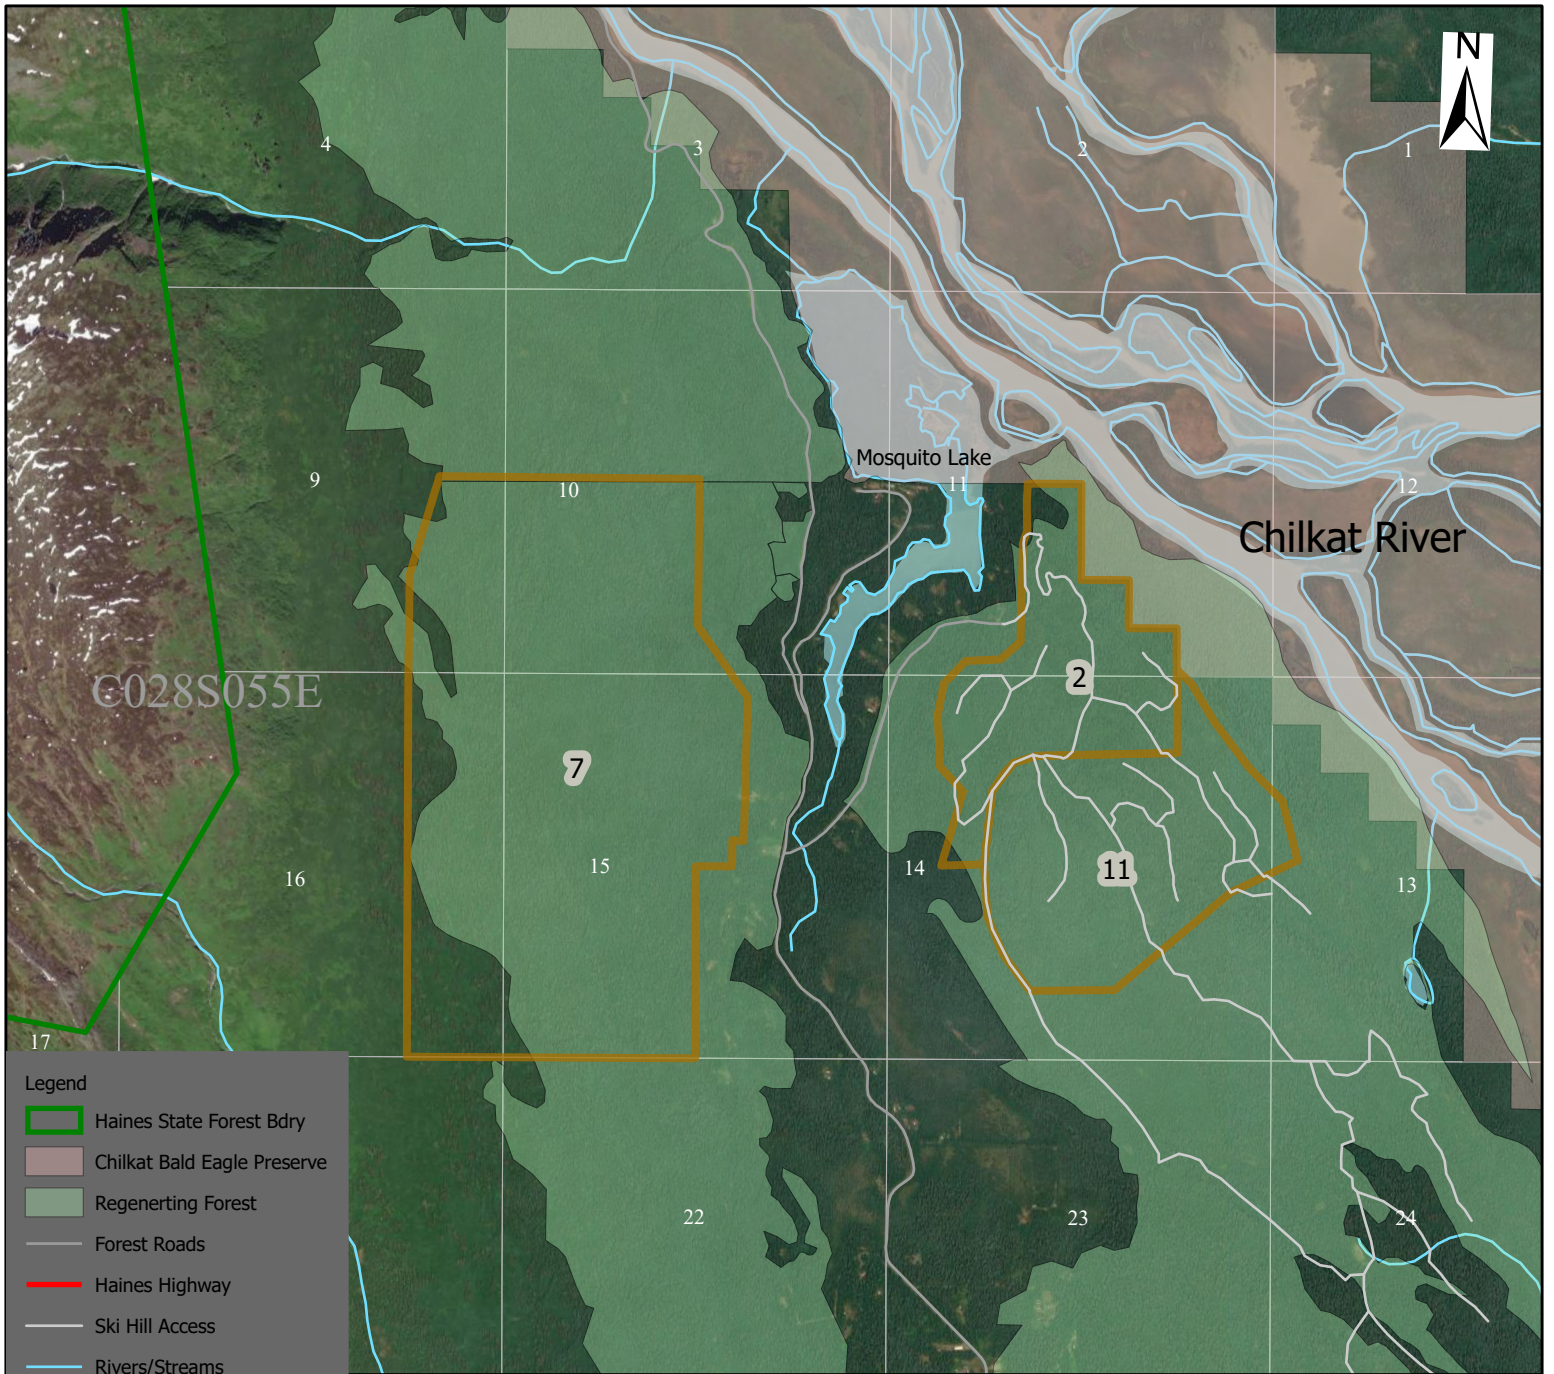 N
4
3
2
1
Mosquito Lake
9
10
11
12
Chilkat River
C028S055E
2
7
16
15
14
11
13
17
Legend
Haines State Forest Bdry
Chilkat Bald Eagle Preserve
Regenerting Forest
Forest Roads
Haines Highway
Ski Hill Access
Rivers/Streams
22
23
24